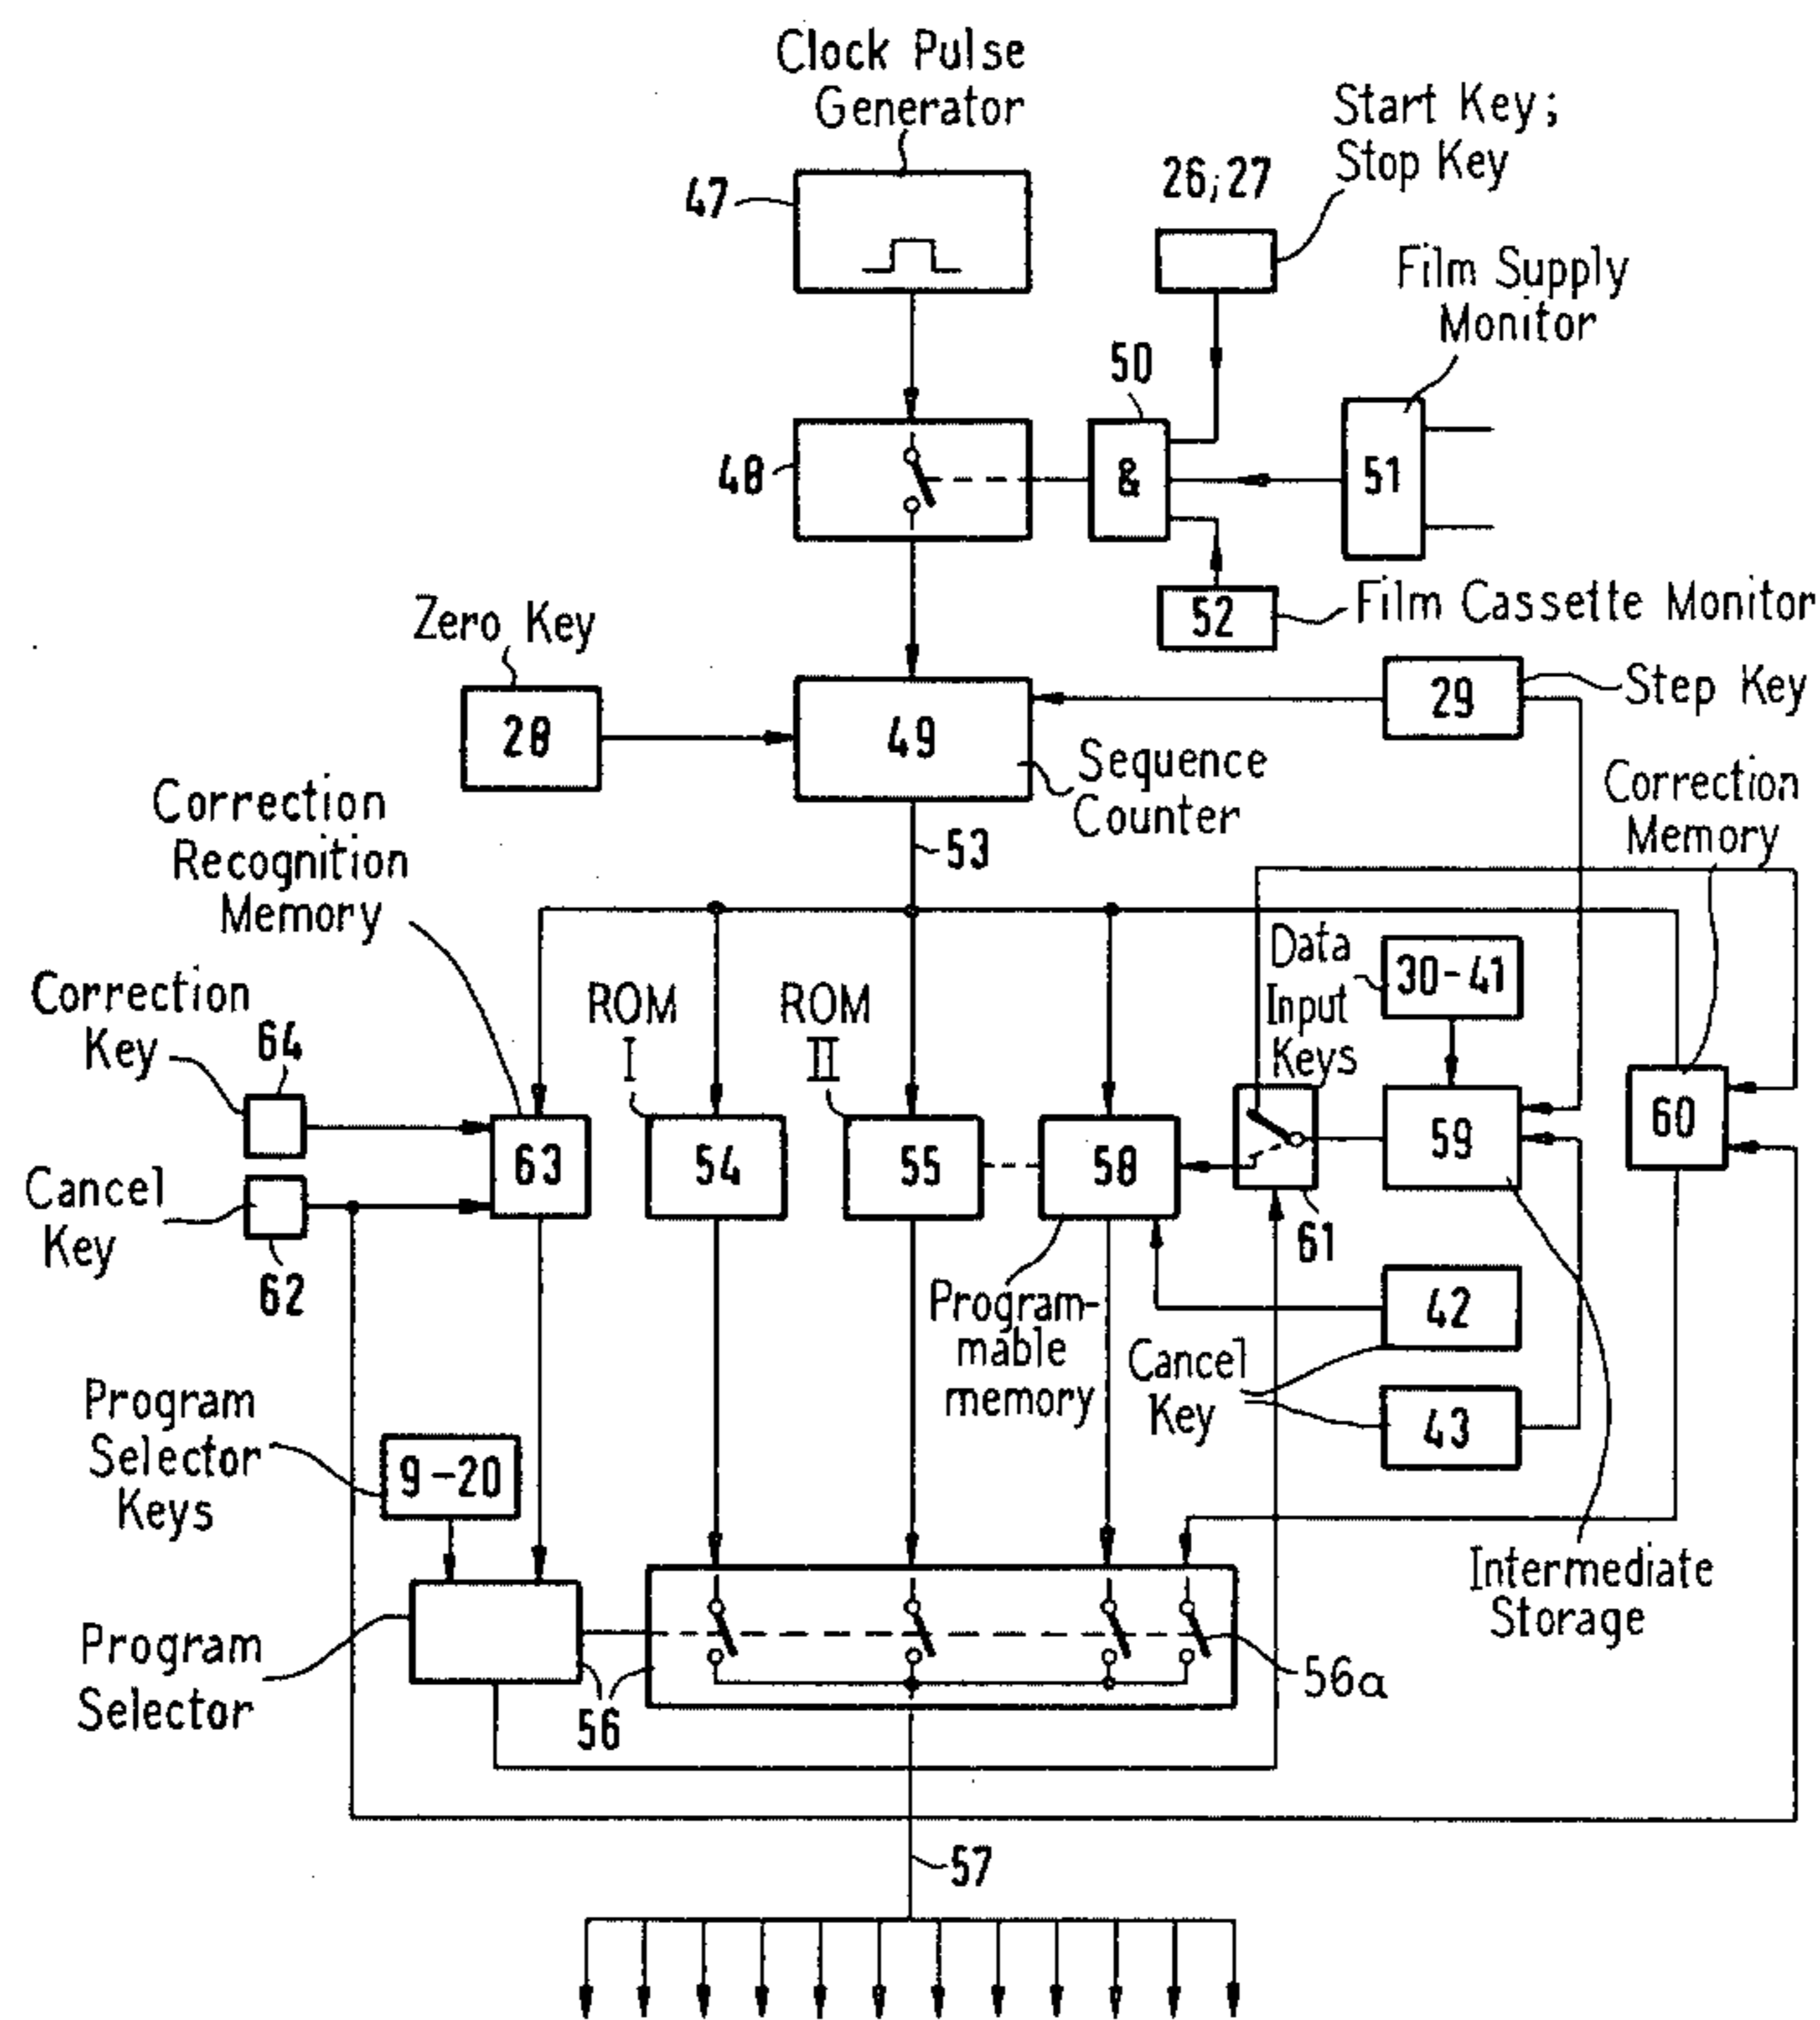 Clock Pulse
Generator
47
Start Key;
Stop Key
26; 27
Film Supply
Monitor
50
48
&
51
52
Film Cassette Monitor
Zero Key
28
49
Sequence
Counter
29
Step Key
53
Correction
Memory
Correction
Recognition
Memory
Data
Input
Keys
30-41
Correction
Key
64
ROM
I
ROM
II
63
54
55
58
61
59
60
Cancel
Key
62
Program-
mable
memory
42
Cancel
Key
43
Program
Selector
Keys
9-20
Intermediate
Storage
Program
Selector
56
56a
57